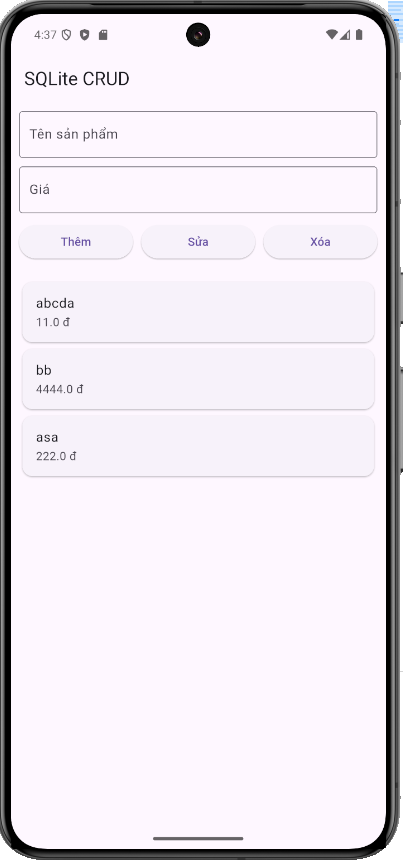 4:37
SQLite CRUD
Tên sản phẩm
Giá
Thêm
Sửa
Xóa
abcda
11.0 đ
bb
4444.0 đ
asa
222.0 đ